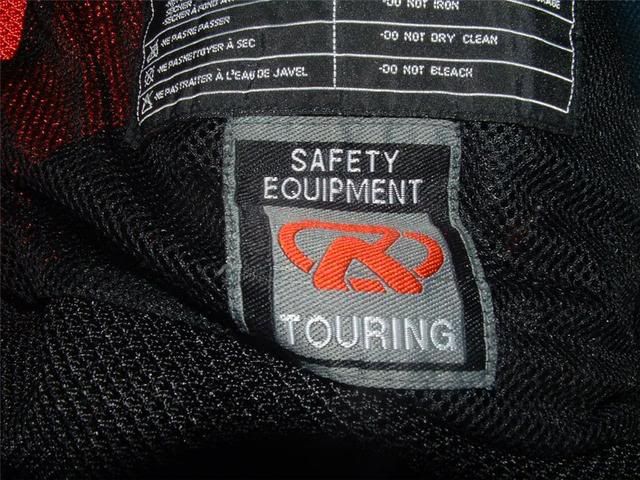 -DO NOT IRON
-NE PAS REPASSER
-NE PAS NETTOYER À SEC
-DO NOT DRY CLEAN
-NE PAS TRAITER À L'EAU DE JAVEL
-DO NOT BLEACH
SAFETY
EQUIPMENT
R
TOURING